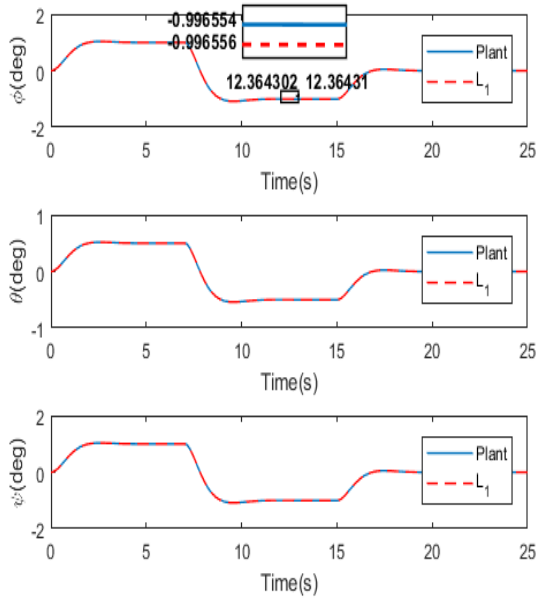 -0.996554
-0.996556
12.364302 12.36431
2
0
-2
ϕ(deg)
Plant
L1
0 5 10 15 20 25
Time(s)
1
0
-1
θ(deg)
Plant
L1
0 5 10 15 20 25
Time(s)
2
0
-2
ψ(deg)
Plant
L1
0 5 10 15 20 25
Time(s)